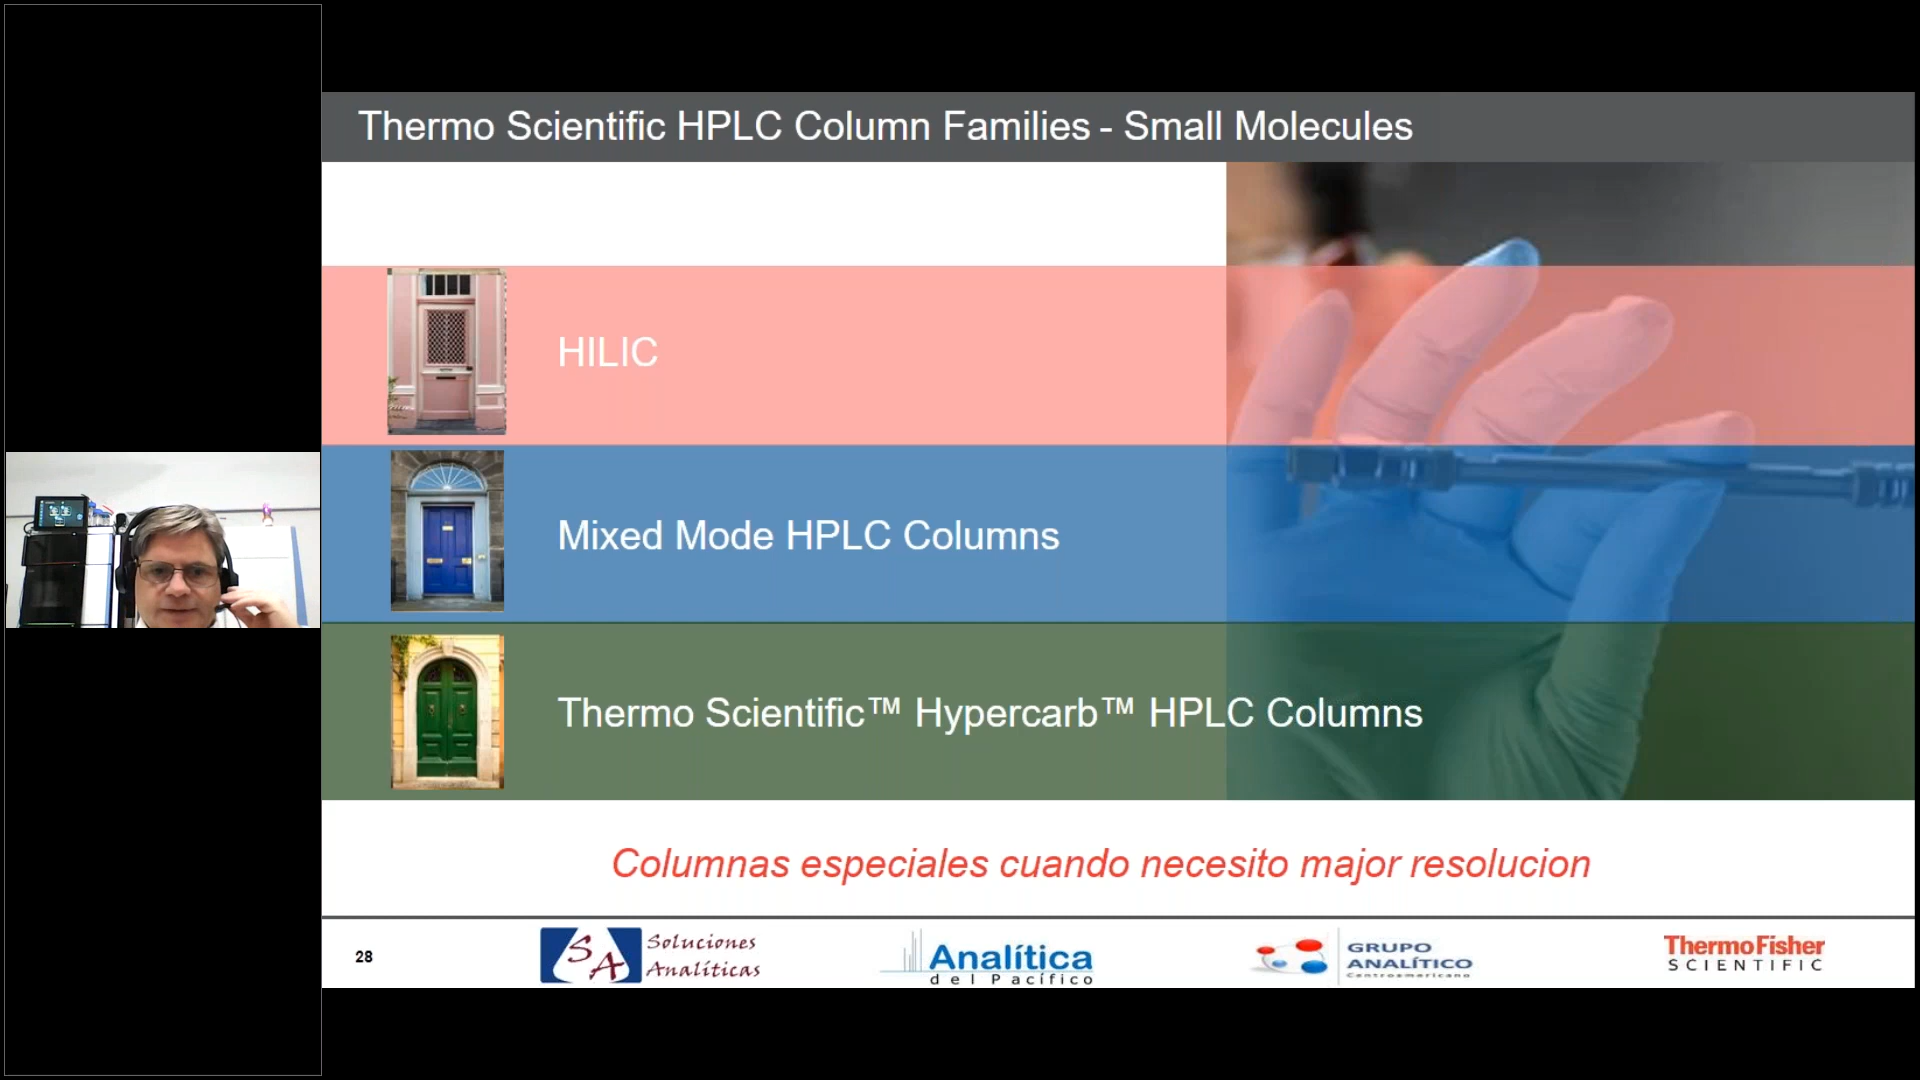 Thermo Scientific HPLC Column Families - Small Molecules
HILIC
Mixed Mode HPLC Columns
Thermo Scientific™ Hypercarb™ HPLC Columns
Columnas especiales cuando necesito major resolucion
28
SA
Soluciones
Analíticas
Analítica
del Pacífico
GRUPO
ANALÍTICO
Centroamericano
ThermoFisher
SCIENTIFIC